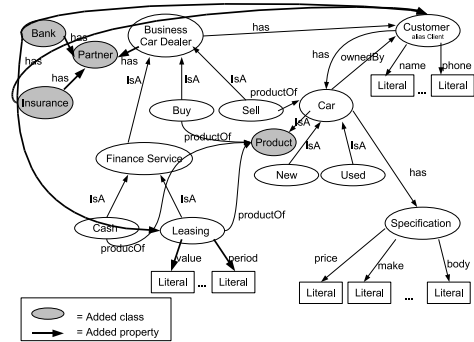 Bank
Business
Car Dealer
has
Customer
alias Client
has
has
Partner
has
has
ownedBy
name
phone
has
Literal
...
Literal
Insurance
IsA
IsA
IsA
productOf
Buy
Sell
Car
productOf
Product
IsA
IsA
IsA
Finance Service
New
Used
has
IsA
IsA
productOf
Cash
producOf
Leasing
Specification
value
period
price
make
body
Literal
...
Literal
Literal
Literal
...
Literal
= Added class
= Added property